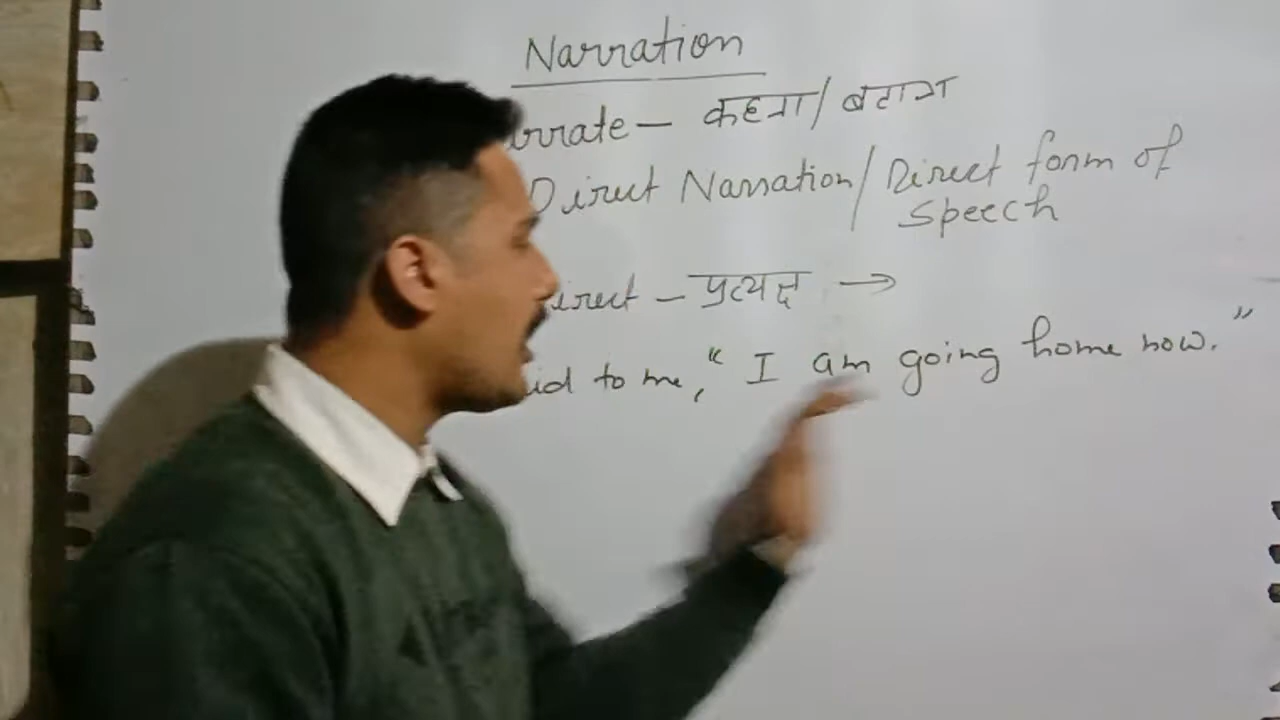 Narration
rrate – कहना / बताना
Direct Narration / Direct form of
Speech
irect – प्रत्यक्ष →
id to me, “ I am going home now. ”